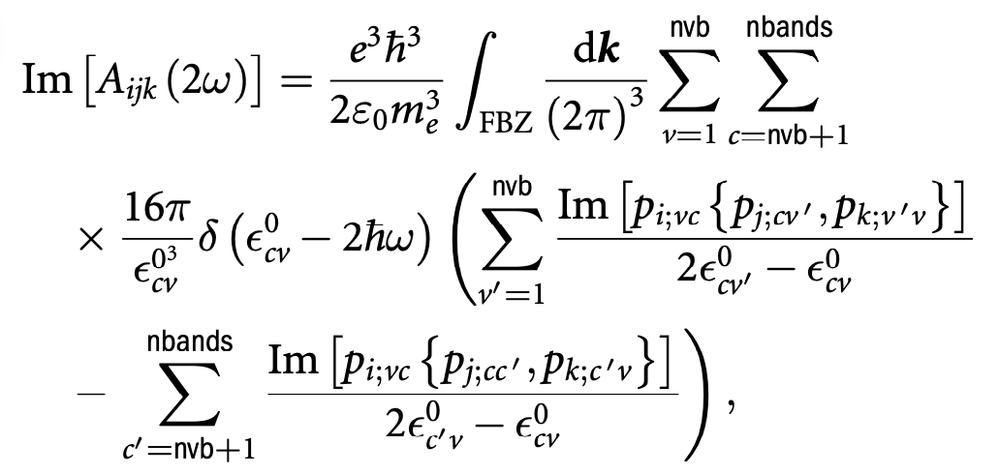 Im [A_{ijk} (2ω)] = \frac{e^3 ℏ^3}{2ε_0 m_e^3} ∫_{FBZ} \frac{d𝒌}{(2π)^3} ∑_{v=1}^{nvb} ∑_{c=nvb+1}^{nbands}
× \frac{16π}{ϵ_{cv}^{0^3}} δ (ϵ_{cv}^0 − 2ℏω) ( ∑_{v′=1}^{nvb} \frac{Im [p_{i;vc} {p_{j;cv′}, p_{k;v′v}}]}{2ϵ_{cv′}^0 − ϵ_{cv}^0}
− ∑_{c′=nvb+1}^{nbands} \frac{Im [p_{i;vc} {p_{j;cc′}, p_{k;c′v}}]}{2ϵ_{c′v}^0 − ϵ_{cv}^0} ),